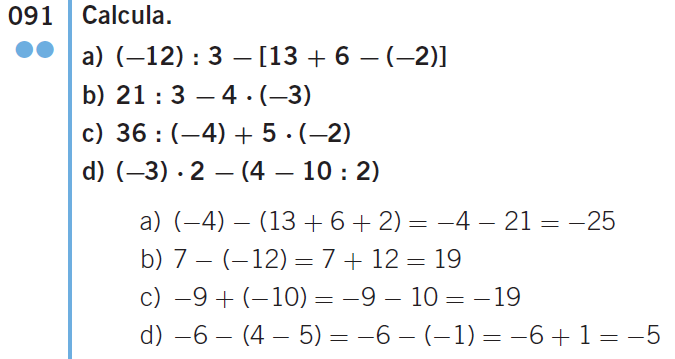 091 Calcula.
a) (–12) : 3 – [13 + 6 – (–2)]
b) 21 : 3 – 4 · (–3)
c) 36 : (–4) + 5 · (–2)
d) (–3) · 2 – (4 – 10 : 2)
a) (–4) – (13 + 6 + 2) = –4 – 21 = –25
b) 7 – (–12) = 7 + 12 = 19
c) –9 + (–10) = –9 – 10 = –19
d) –6 – (4 – 5) = –6 – (–1) = –6 + 1 = –5